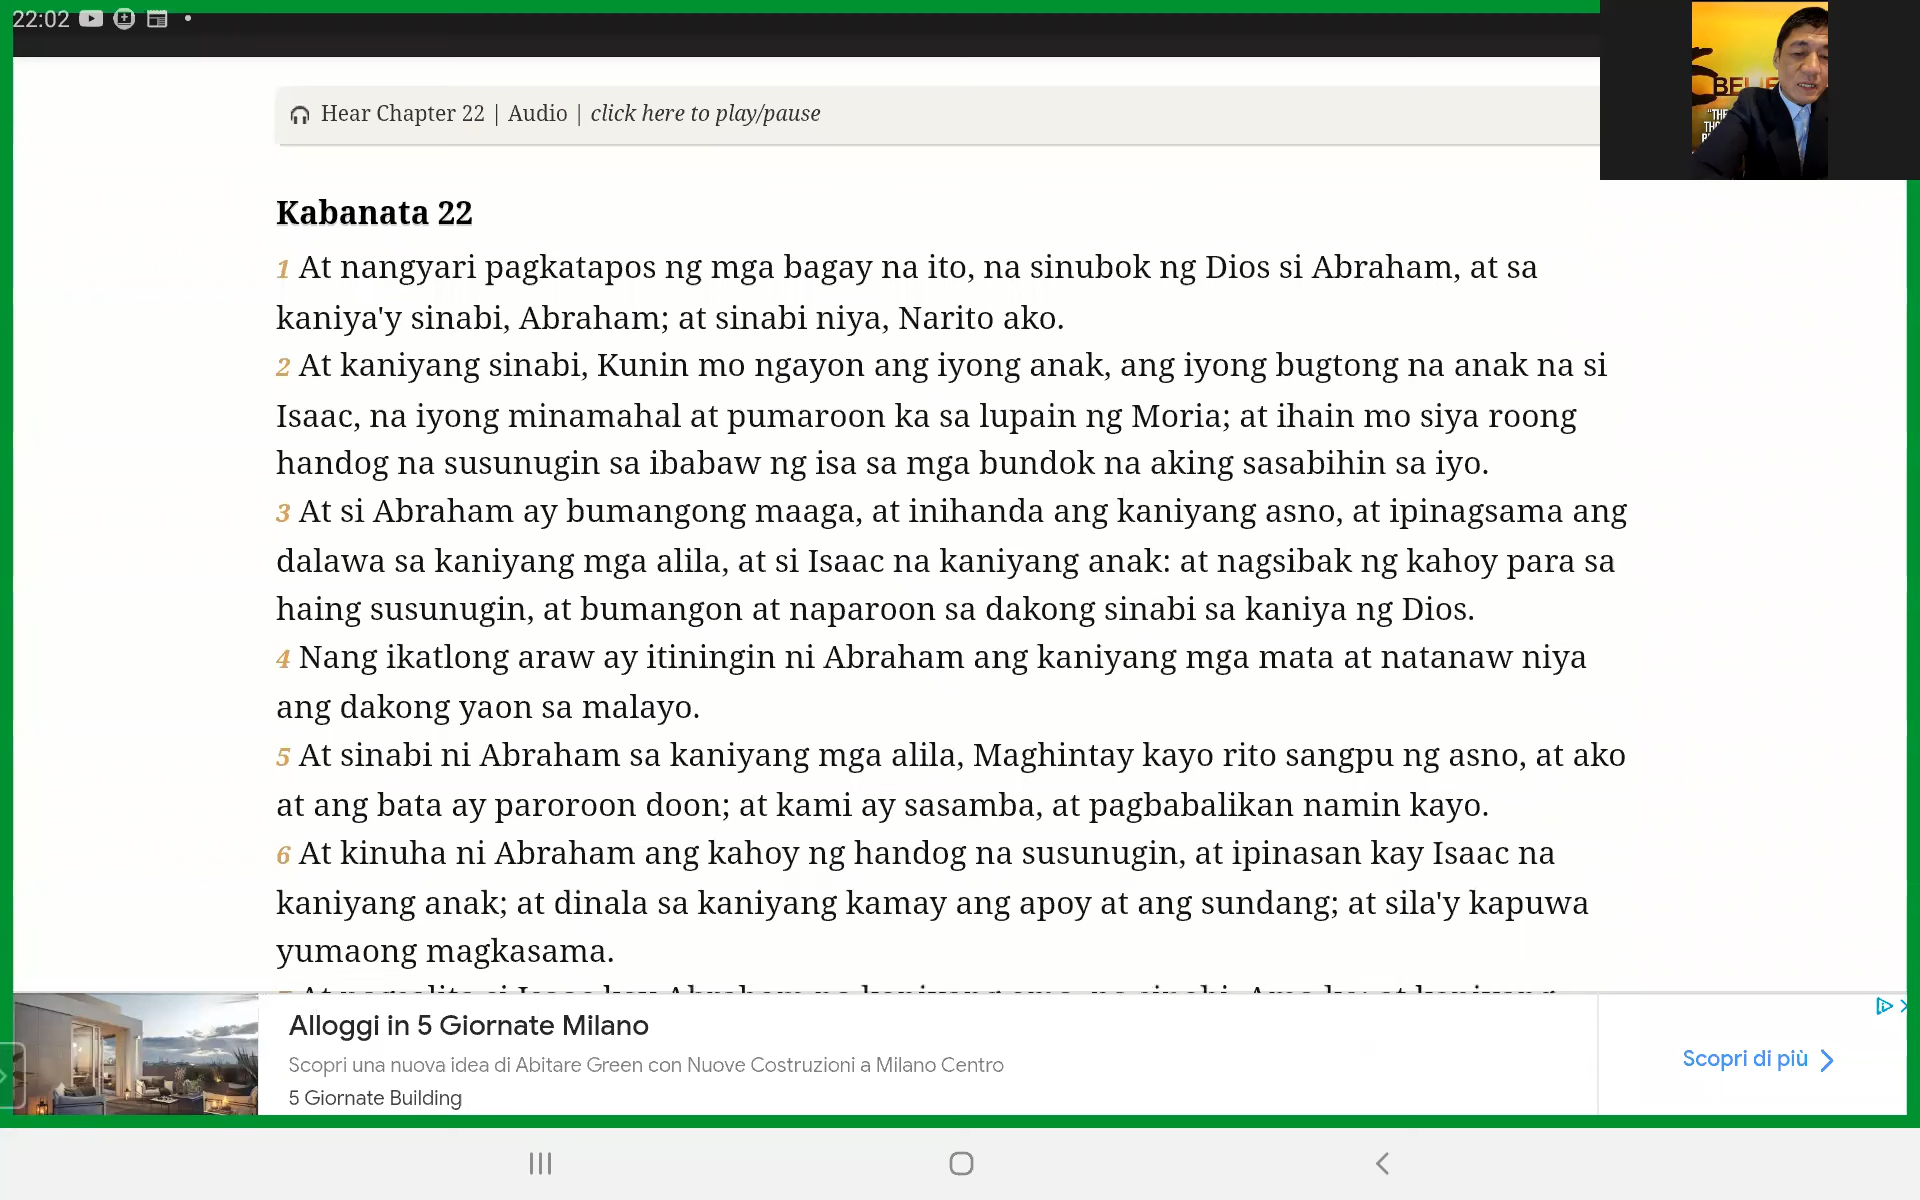 22:02
Hear Chapter 22 | Audio | click here to play/pause
Kabanata 22
1 At nangyari pagkatapos ng mga bagay na ito, na sinubok ng Dios si Abraham, at sa
kaniya'y sinabi, Abraham; at sinabi niya, Narito ako.
2 At kaniyang sinabi, Kunin mo ngayon ang iyong anak, ang iyong bugtong na anak na si
Isaac, na iyong minamahal at pumaroon ka sa lupain ng Moria; at ihain mo siya roong
handog na susunugin sa ibabaw ng isa sa mga bundok na aking sasabihin sa iyo.
3 At si Abraham ay bumangong maaga, at inihanda ang kaniyang asno, at ipinagsama ang
dalawa sa kaniyang mga alila, at si Isaac na kaniyang anak: at nagsibak ng kahoy para sa
haing susunugin, at bumangon at naparoon sa dakong sinabi sa kaniya ng Dios.
4 Nang ikatlong araw ay itiningin ni Abraham ang kaniyang mga mata at natanaw niya
ang dakong yaon sa malayo.
5 At sinabi ni Abraham sa kaniyang mga alila, Maghintay kayo rito sangpu ng asno, at ako
at ang bata ay paroroon doon; at kami ay sasamba, at pagbabalikan namin kayo.
6 At kinuha ni Abraham ang kahoy ng handog na susunugin, at ipinasan kay Isaac na
kaniyang anak; at dinala sa kaniyang kamay ang apoy at ang sundang; at sila'y kapuwa
yumaong magkasama.
Alloggi in 5 Giornate Milano
Scopri una nuova idea di Abitare Green con Nuove Costruzioni a Milano Centro
5 Giornate Building
Scopri di più